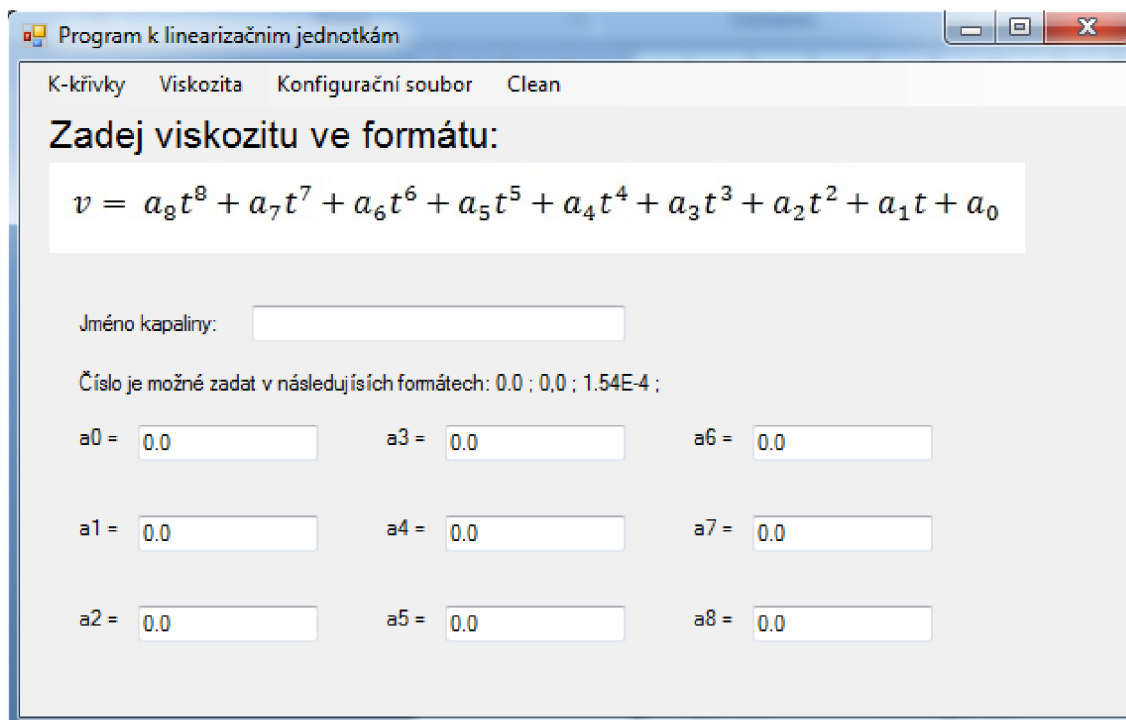 Program k linearizačnim jednotkám
K-křivky Viskozita Konfigurační soubor Clean
Zadej viskozitu ve formátu:
v = a₈t⁸ + a₇t⁷ + a₆t⁶ + a₅t⁵ + a₄t⁴ + a₃t³ + a₂t² + a₁t + a₀
Jméno kapaliny:
Číslo je možné zadat v následujísích formátech: 0.0 ; 0,0 ; 1.54E-4 ;
a0 = 0.0 a3 = 0.0 a6 = 0.0
a1 = 0.0 a4 = 0.0 a7 = 0.0
a2 = 0.0 a5 = 0.0 a8 = 0.0